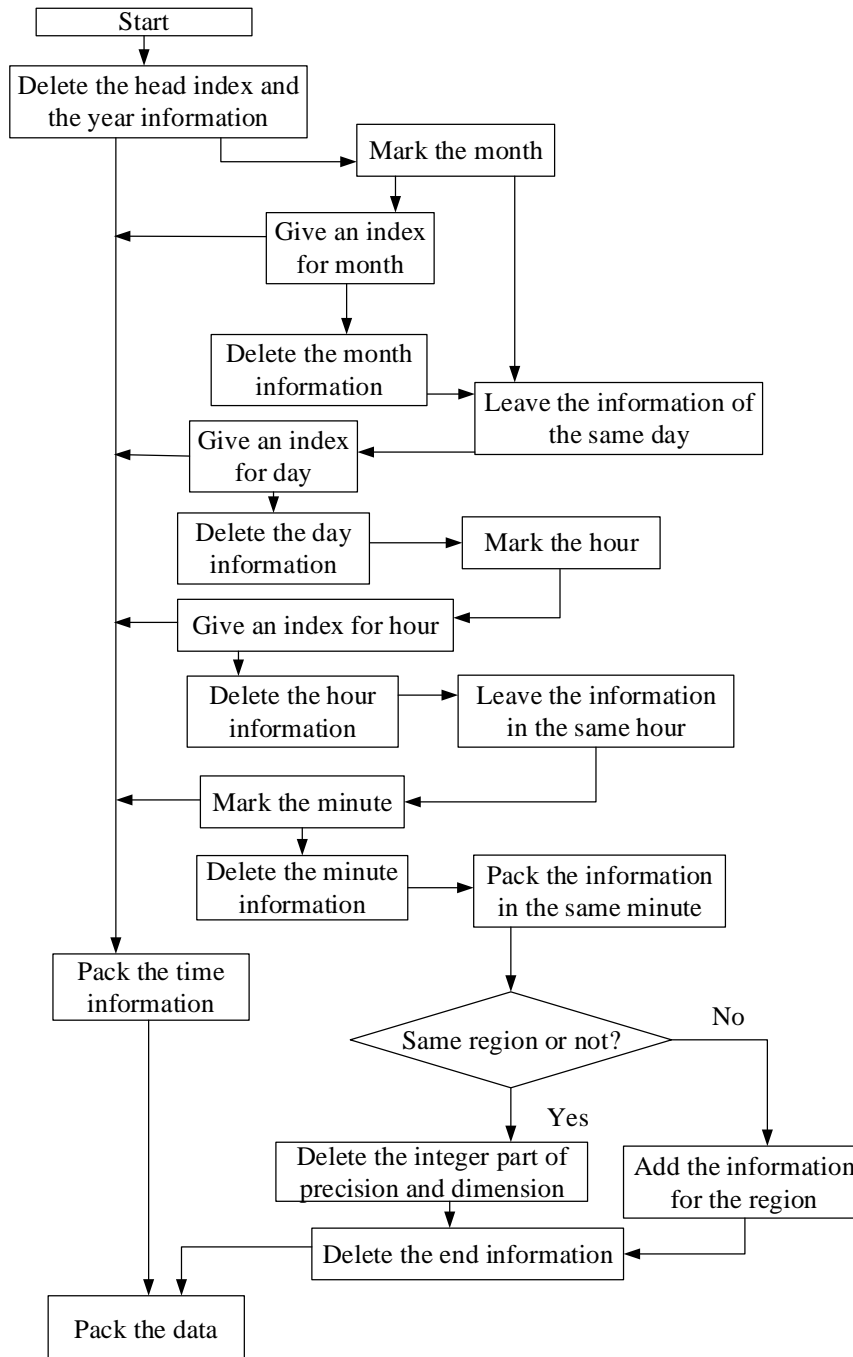 Start
Delete the head index and
the year information
Mark the month
Give an index
for month
Delete the month
information
Leave the information of
the same day
Give an index
for day
Delete the day
information
Mark the hour
Give an index for hour
Delete the hour
information
Leave the information
in the same hour
Mark the minute
Delete the minute
information
Pack the information
in the same minute
Pack the time
information
Same region or not?
No
Yes
Delete the integer part of
precision and dimension
Add the information
for the region
Delete the end information
Pack the data